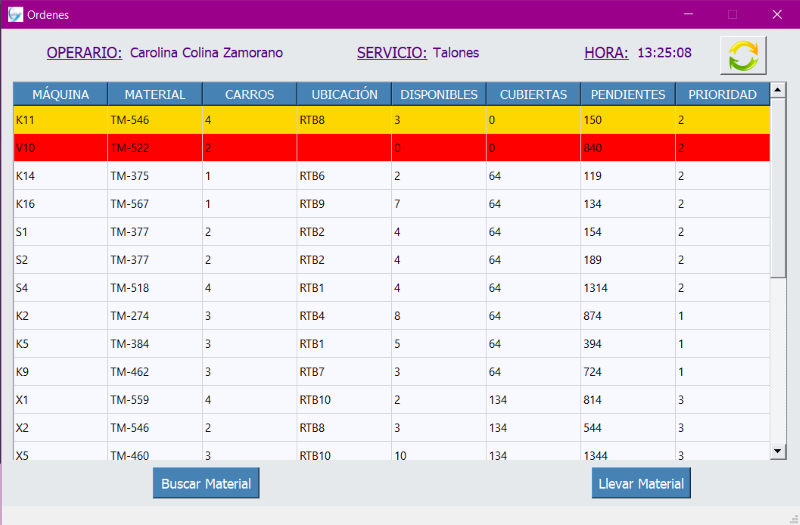 Ordenes
OPERARIO: Carolina Colina Zamorano SERVICIO: Talones HORA: 13:25:08
MÁQUINA MATERIAL CARROS UBICACIÓN DISPONIBLES CUBIERTAS PENDIENTES PRIORIDAD
K11 TM-546 4 RTB8 3 0 150 2
V10 TM-522 2 0 0 840 2
K14 TM-375 1 RTB6 2 64 119 2
K16 TM-567 1 RTB9 7 64 134 2
S1 TM-377 2 RTB2 4 64 154 2
S2 TM-377 2 RTB2 4 64 189 2
S4 TM-518 4 RTB1 4 64 1314 2
K2 TM-274 3 RTB4 8 64 874 1
K5 TM-384 3 RTB1 5 64 394 1
K9 TM-462 3 RTB7 3 64 724 1
X1 TM-559 4 RTB10 2 134 814 3
X2 TM-546 2 RTB8 3 134 544 3
X5 TM-460 3 RTB10 10 134 1344 3
Buscar Material Llevar Material